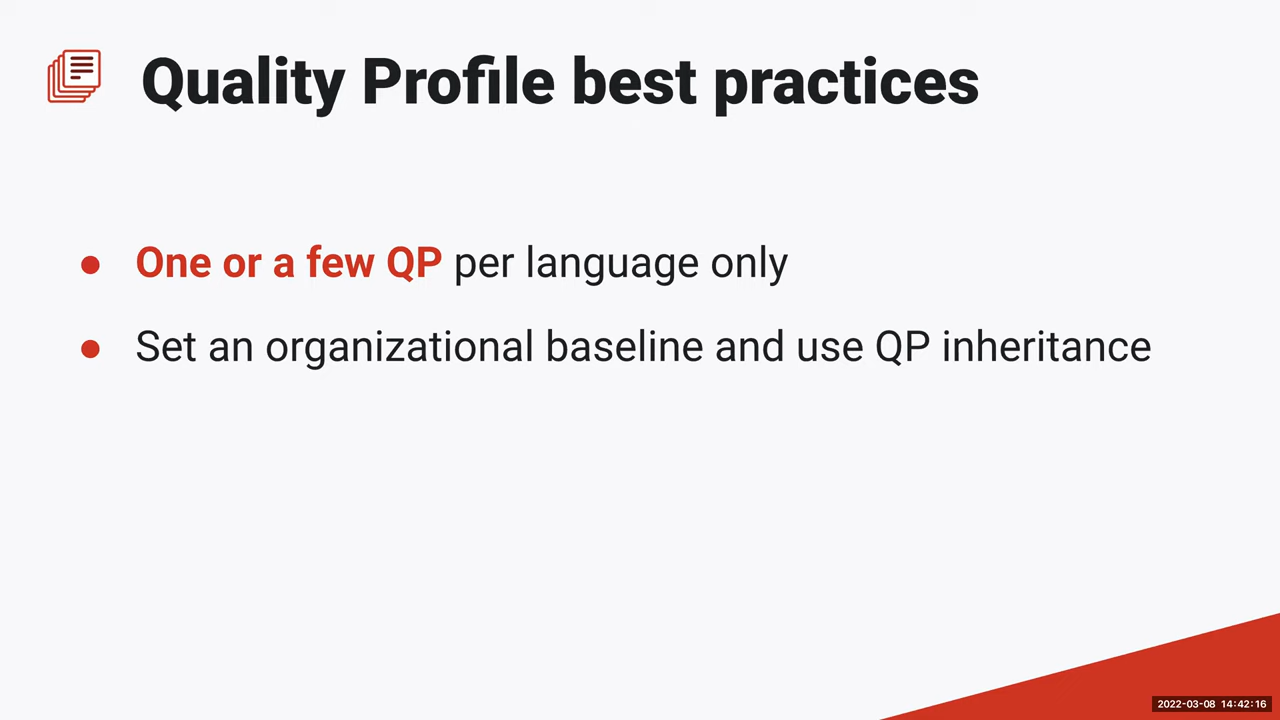 Quality Profile best practices
● One or a few QP per language only
● Set an organizational baseline and use QP inheritance
2022-03-08 14:42:16